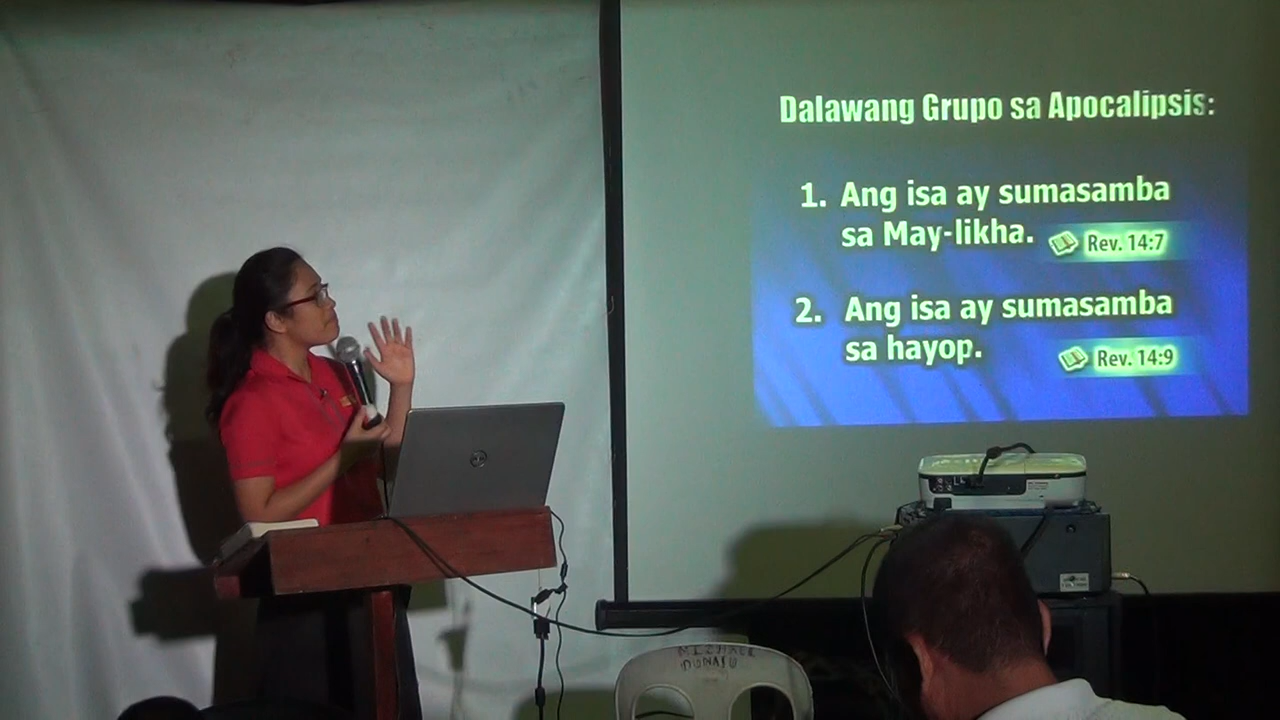 Dalawang Grupo sa Apocalipsis:
1. Ang isa ay sumasamba
sa May-likha.
Rev. 14:7
2. Ang isa ay sumasamba
sa hayop.
Rev. 14:9
DELL